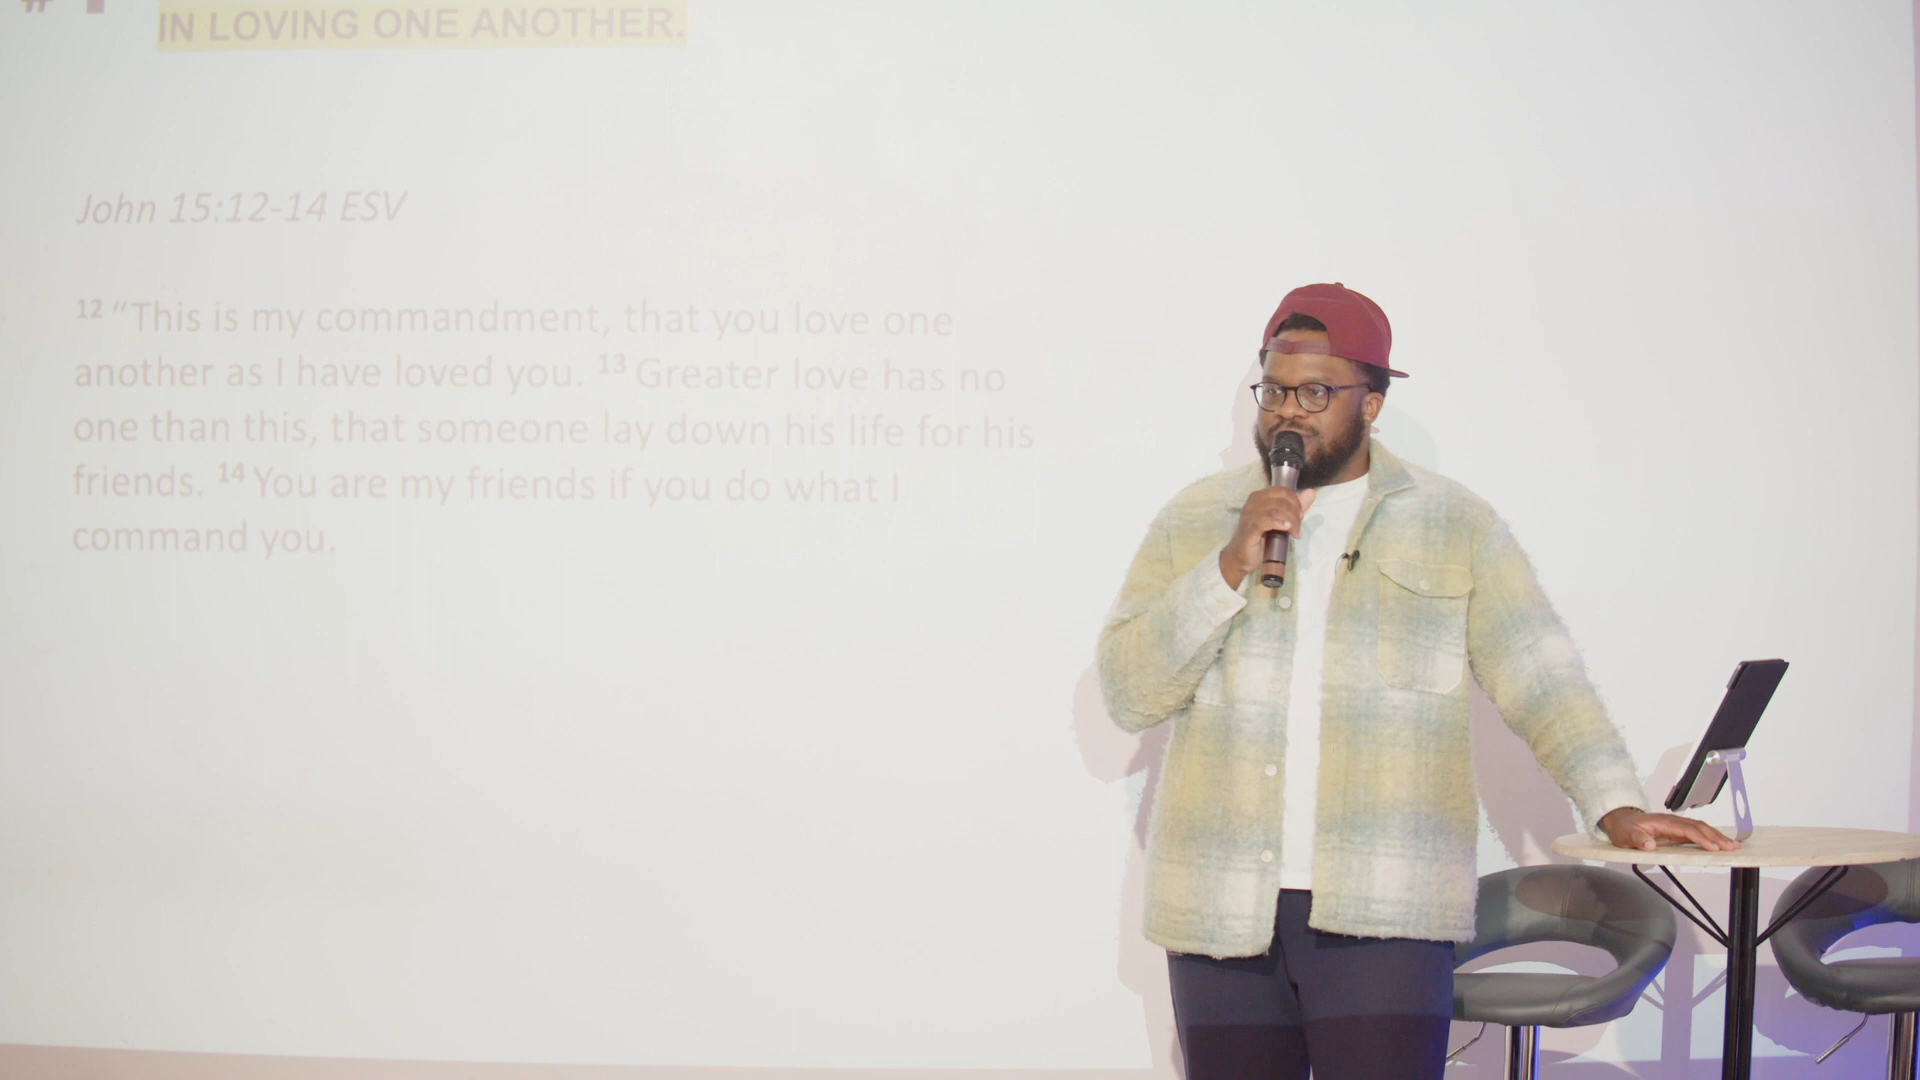 IN LOVING ONE ANOTHER.
John 15:12-14 ESV
12 “This is my commandment, that you love one
another as I have loved you. 13 Greater love has no
one than this, that someone lay down his life for his
friends. 14 You are my friends if you do what I
command you.